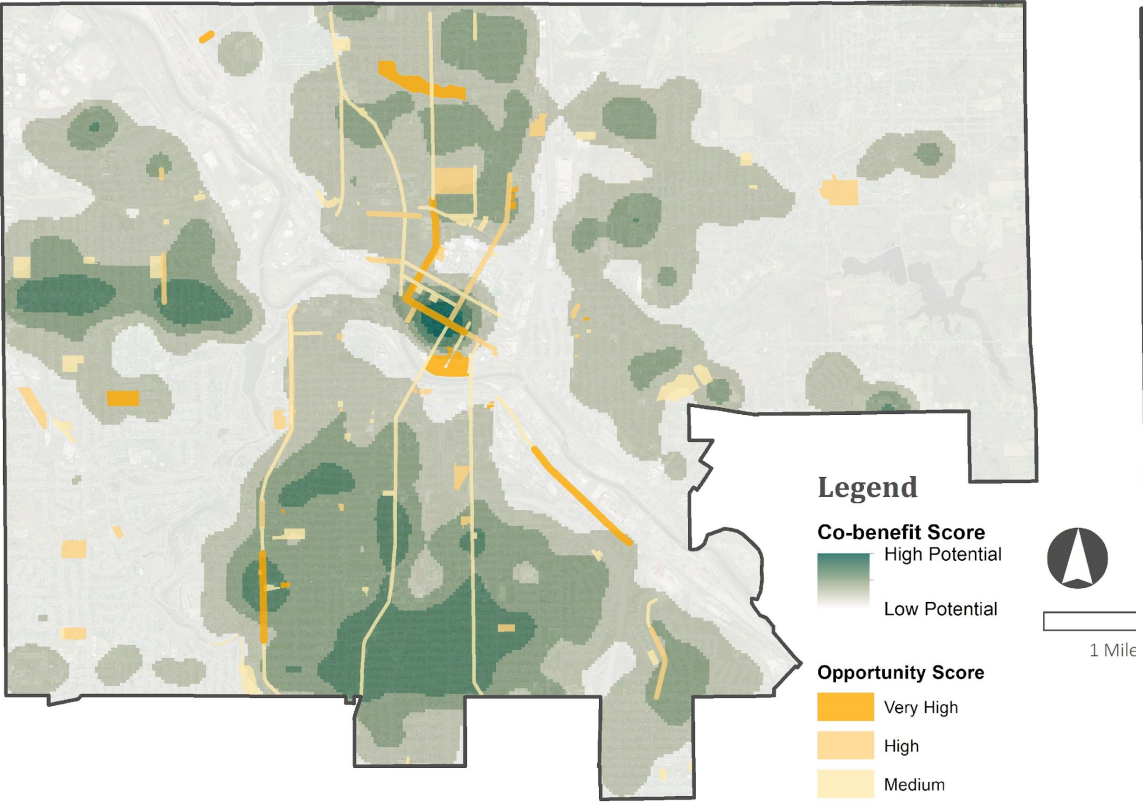 Legend
Co-benefit Score
High Potential
Low Potential
1 Mile
Opportunity Score
Very High
High
Medium